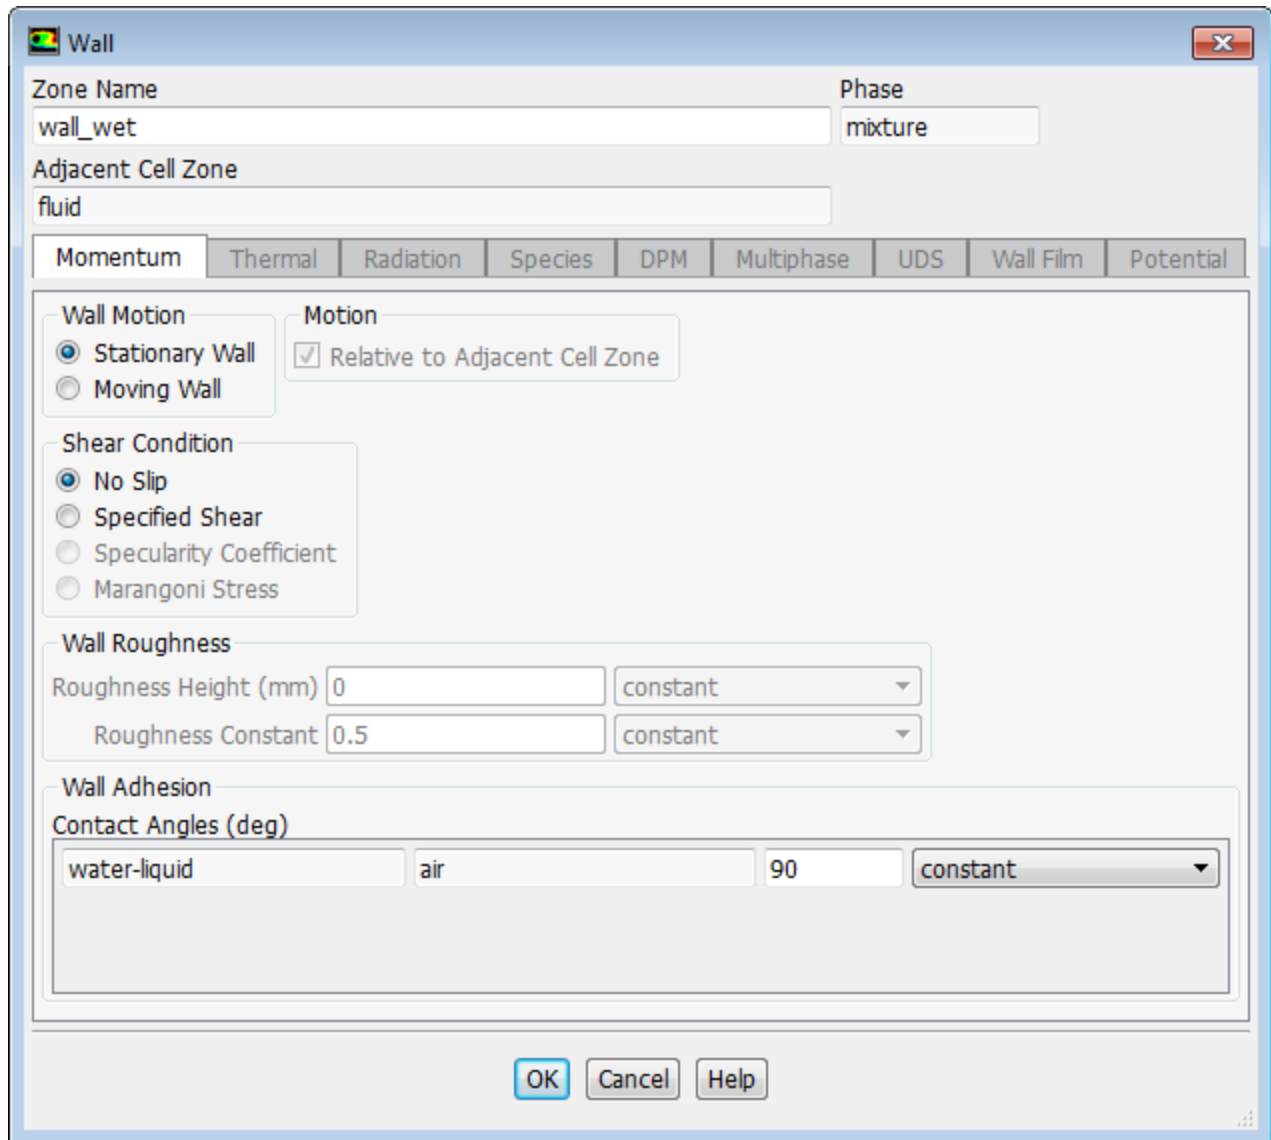 Wall
Zone Name Phase
wall_wet mixture
Adjacent Cell Zone
fluid
Momentum Thermal Radiation Species DPM Multiphase UDS Wall Film Potential
Wall Motion Motion
Stationary Wall Relative to Adjacent Cell Zone
Moving Wall
Shear Condition
No Slip
Specified Shear
Specularity Coefficient
Marangoni Stress
Wall Roughness
Roughness Height (mm) 0 constant
Roughness Constant 0.5 constant
Wall Adhesion
Contact Angles (deg)
water-liquid air 90 constant
OK Cancel Help